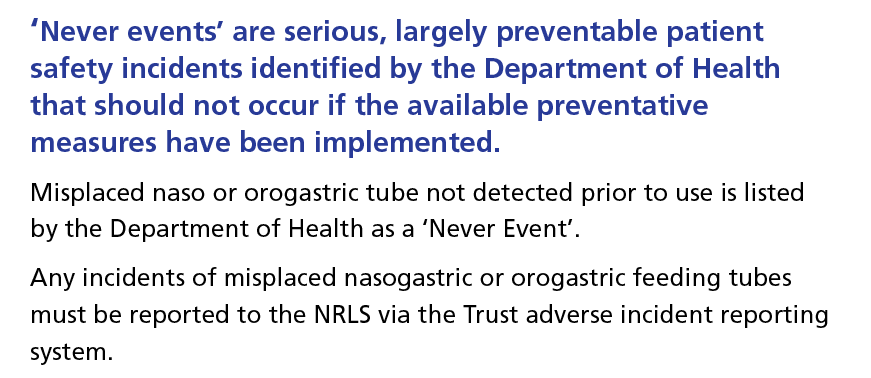 ‘Never events’ are serious, largely preventable patient
safety incidents identified by the Department of Health
that should not occur if the available preventative
measures have been implemented.
Misplaced naso or orogastric tube not detected prior to use is listed
by the Department of Health as a ‘Never Event’.
Any incidents of misplaced nasogastric or orogastric feeding tubes
must be reported to the NRLS via the Trust adverse incident reporting
system.